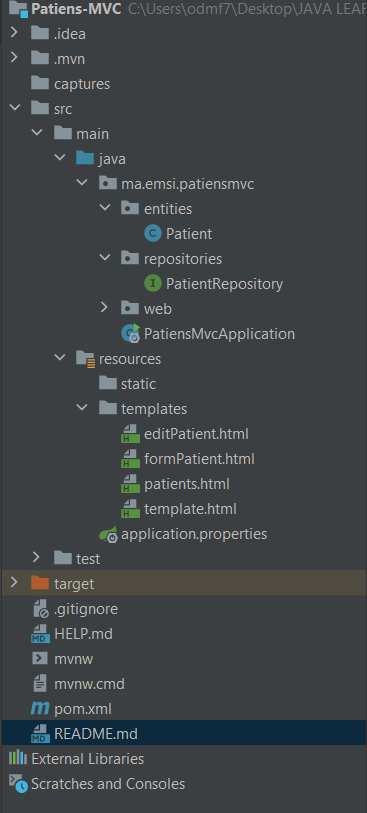 Patiens-MVC C:\Users\odmf7\Desktop\JAVA LEAF
.idea
.mvn
captures
src
main
java
ma.emsi.patiensmvc
entities
C Patient
repositories
I PatientRepository
web
PatiensMvcApplication
resources
static
templates
H editPatient.html
H formPatient.html
H patients.html
H template.html
application.properties
test
target
.gitignore
MD HELP.md
mvnw
mvnw.cmd
m pom.xml
MD README.md
External Libraries
Scratches and Consoles